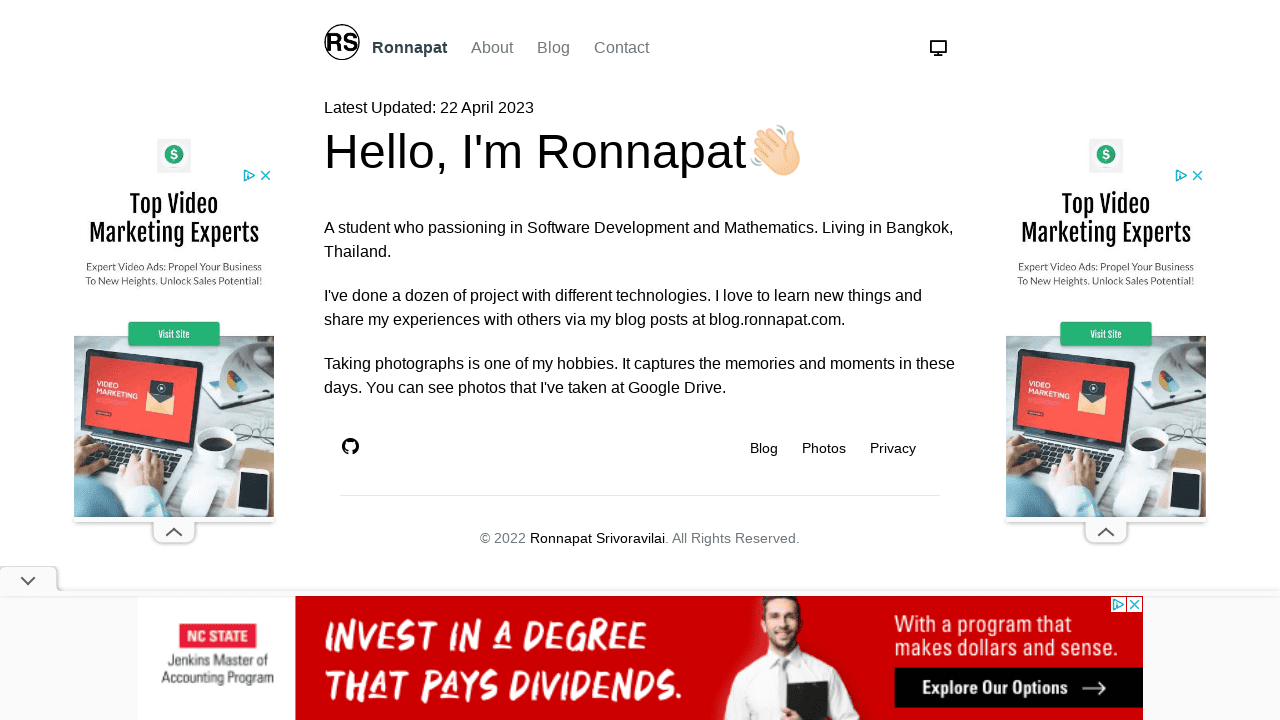 RS Ronnapat About Blog Contact
Latest Updated: 22 April 2023
Hello, I'm Ronnapat
A student who passioning in Software Development and Mathematics. Living in Bangkok,
Thailand.
I've done a dozen of project with different technologies. I love to learn new things and
share my experiences with others via my blog posts at blog.ronnapat.com.
Taking photographs is one of my hobbies. It captures the memories and moments in these
days. You can see photos that I've taken at Google Drive.
Blog Photos Privacy
© 2022 Ronnapat Srivoravilai. All Rights Reserved.
Top Video
Marketing Experts
Expert Video Ads: Propel Your Business
To New Heights. Unlock Sales Potential!
Visit Site
VIDEO
MARKETING
Top Video
Marketing Experts
Expert Video Ads: Propel Your Business
To New Heights. Unlock Sales Potential!
Visit Site
VIDEO
MARKETING
NC STATE
Jenkins Master of
Accounting Program
INVEST IN A DEGREE
THAT PAYS DIVIDENDS.
With a program that
makes dollars and sense.
Explore Our Options